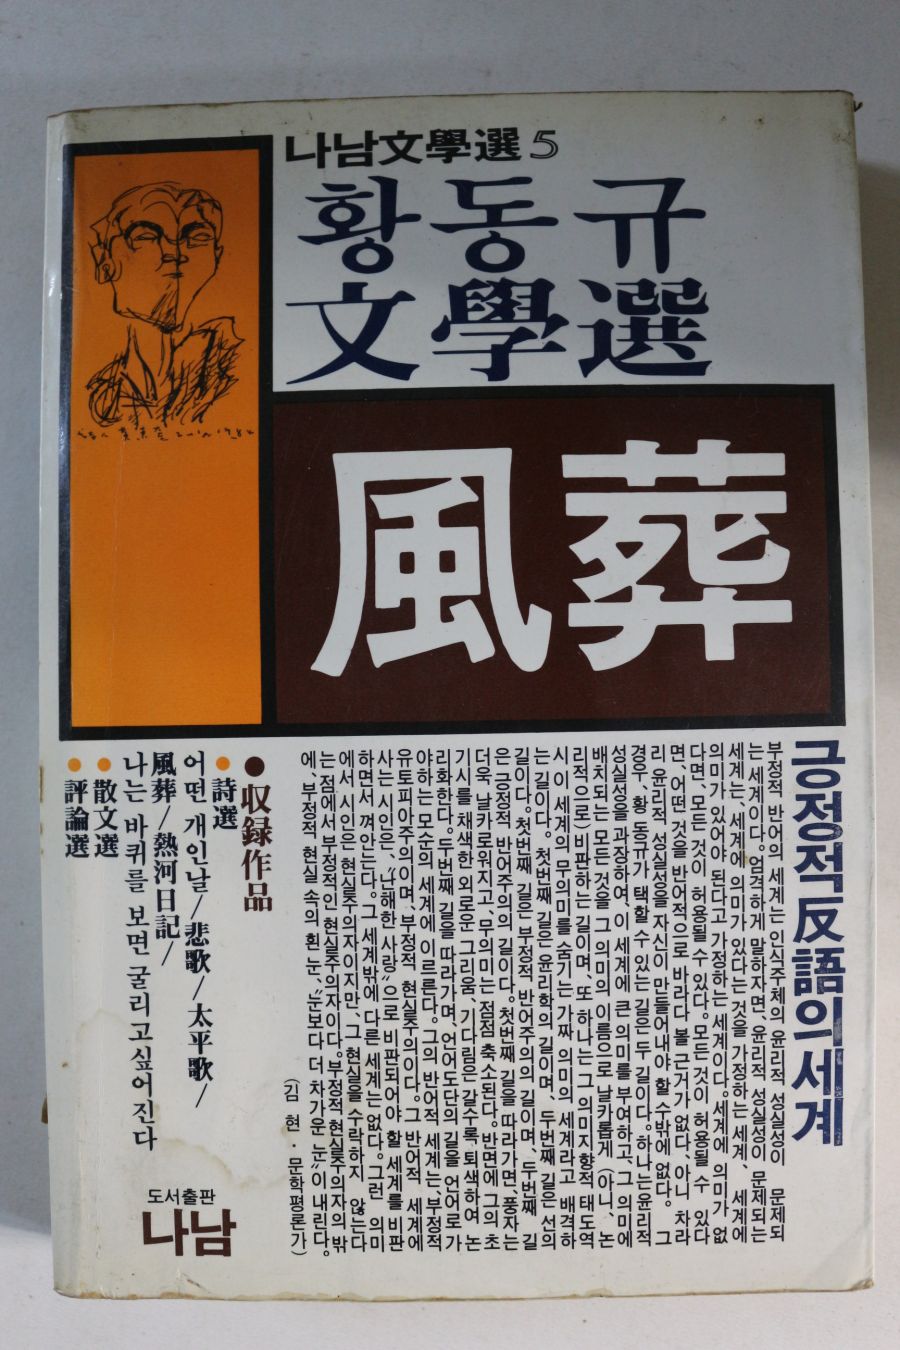 나남文學選5
황동규
文學選
風葬
긍정적 反語의 세계
부정적 반어의 세계는 인식주체의 윤리적 성실성이 문제되
는 세계이다。엄격하게 말하자면、윤리적 성실성이 문제되는
세계는、세계에 의미가 있다는 것을 가정하는 세계、세계에
의미가 있어야 된다고 가정하는 세계이다。세계에 의미가 없
다면 모든 것이 허용될 수 있다。모든 것이 허용될 수 있다
면、어떤 것을 반어적으로 바라다 볼 근거가 없다。아니 차라
리 윤리적 성실성을 자신이 만들어내야 할 수밖에 없다。그
경우、황동규가 택할 수 있는 길은 두 길이다。하나는 윤리적
성실성을 과장하여、이 세계에 큰 의미를 부여하고、그 의미에
배치되는 모든 것을 그 의미의 이름으로 날카롭게 (아니、논
리적으로) 비판하는 길이며、또 하나는 그 의미지향적 태도 역
시 이 세계의 무의미를 숨기는 가짜 의미의 세계라고 배격하
는 길이다。첫번째 길은 윤리학의 길이며、두번째 길은 선의
길이다。첫번째 길은 부정적 반어주의의 길이며、두번째 길
은 긍정적 반어주의의 길이다。첫번째 길을 따라가면、풍자는
더욱 날카로워지고、무의미는 점점 축소된다。반면에 그의 초
기시를 채색한 외로운 그리움、기다림은 갈수록 퇴색하여 논
리화한다。두번째 길을 따라가며、언어도단의 길을 언어로 가
야 하는 모순의 세계에 이르른다。그의 반어적 세계는、부정적
유토피아주의이며、부정적 현실주의이다。그 반어적 세계에
사는 시인은、〝난해한 사랑〟으로 비판되어야 할 세계를 비판
하면서 껴안는다。그 세계밖에 다른 세계는 없다。그런 의미
에서 시인은 현실주의자이지만、그 현실을 수락하지 않는다
는 점에서 부정적인 현실주의자이다。부정적 현실주의자의 밖
에、부정적 현실 속의 흰 눈、〝눈보다 더 차가운 눈〟이 내린다。
(김 현·문학평론가)
●収録作品
●詩選
어떤 개인날/悲歌/太平歌/
風葬/熱河日記/
나는 바퀴를 보면 굴리고 싶어진다
●散文選
●評論選
도서출판
나남